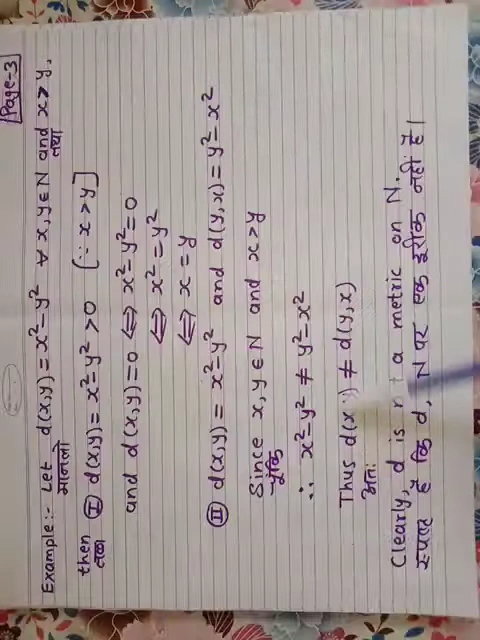 Page-3
Example:- Let d(x,y) = x²-y² ∀ x,y ∈ N and x > y.
मानलो तथा
then Ⓘ d(x,y) = x²-y² > 0 [∵ x > y]
तब
and d(x,y) = 0 ⟺ x²-y² = 0
⟺ x² = y²
⟺ x = y
Ⓘⓘ d(x,y) = x²-y² and d(y,x) = y²-x²
Since x,y ∈ N and x > y
चूंकि
∴ x²-y² ≠ y²-x²
Thus d(x ) ≠ d(y,x)
अतः
Clearly, d is n t a metric on N.
स्पष्ट है कि d, N पर एक दूरीक नहीं है।